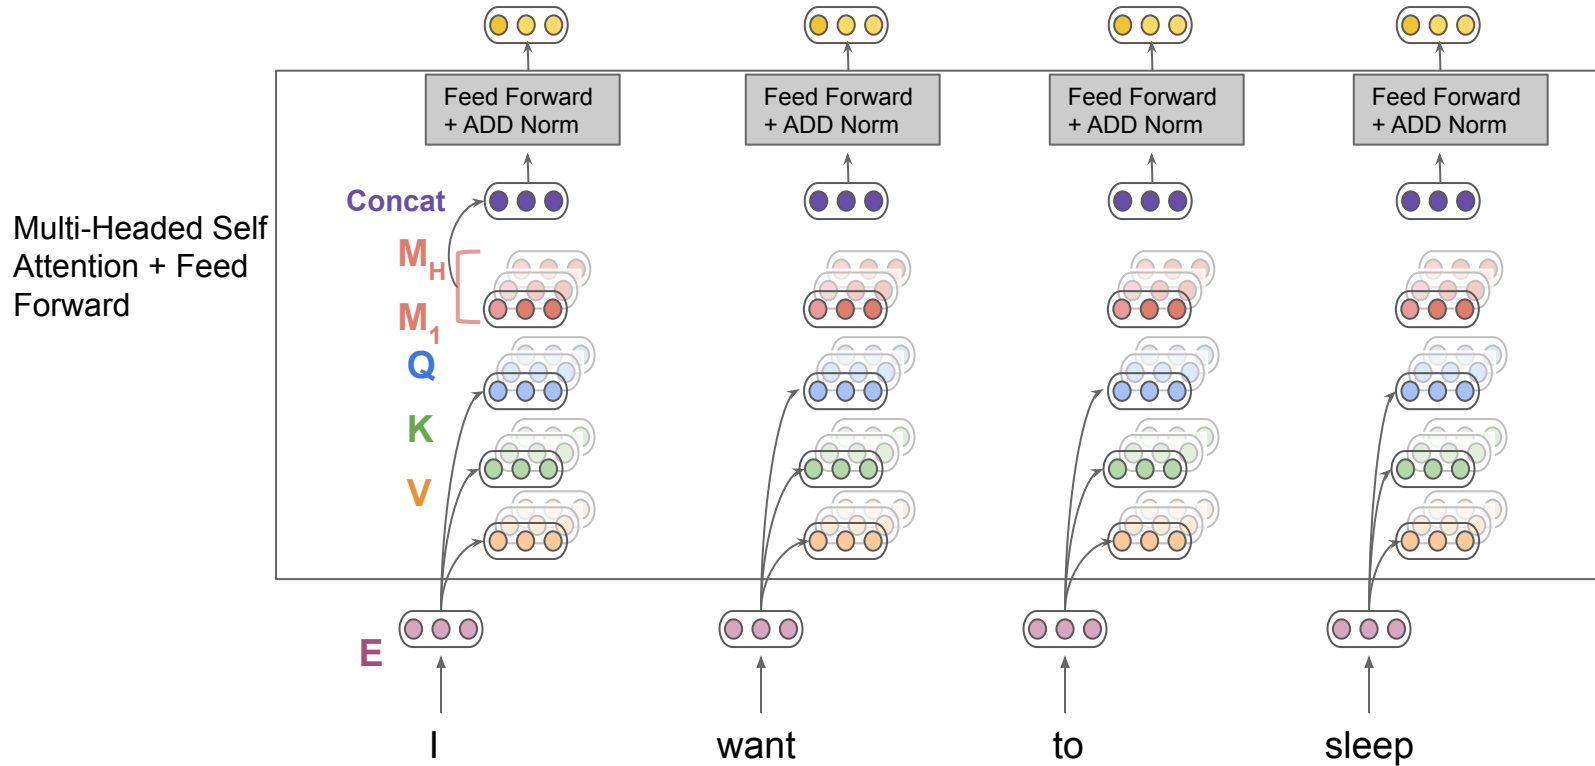 Feed Forward
+ ADD Norm
Feed Forward
+ ADD Norm
Feed Forward
+ ADD Norm
Feed Forward
+ ADD Norm
Concat
Multi-Headed Self
Attention + Feed
Forward
MH
M1
Q
K
V
E
I want to sleep